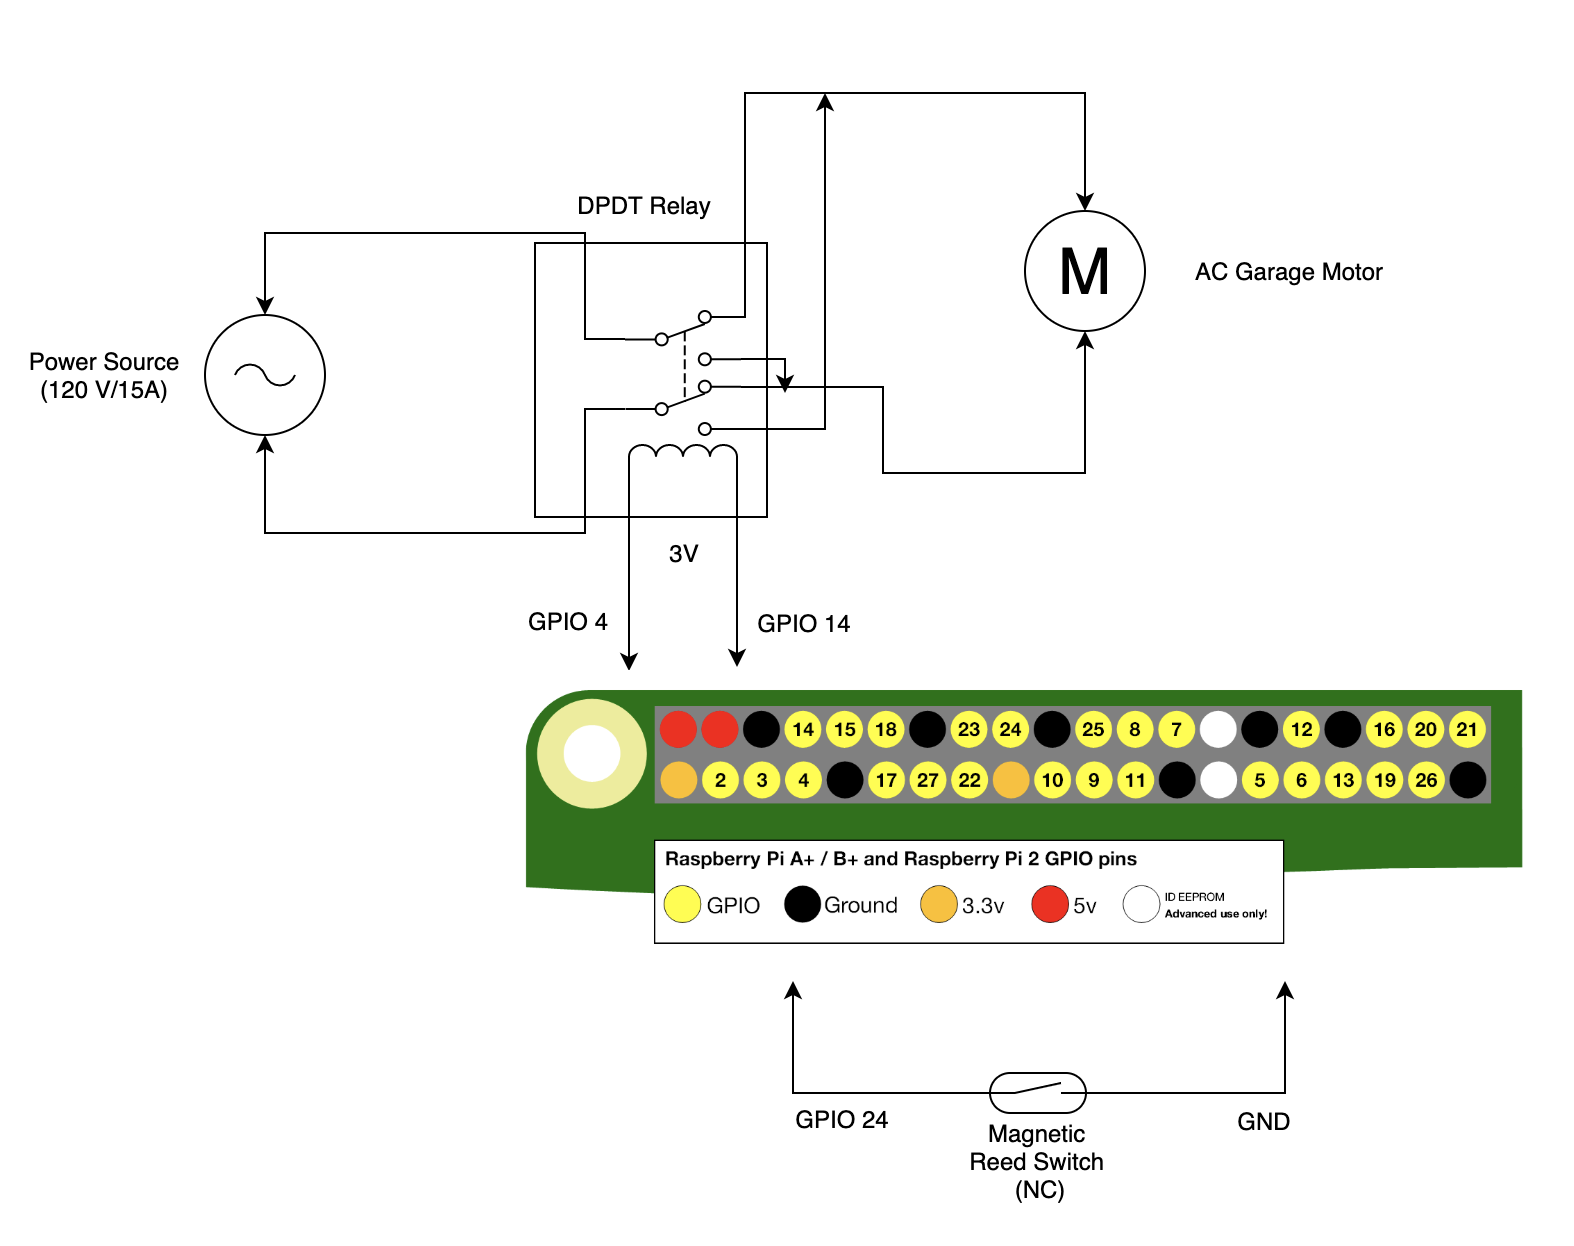 DPDT Relay
M
AC Garage Motor
Power Source
(120 V/15A)
3V
GPIO 4
GPIO 14
14 15 18 23 24 25 8 7 12 16 20 21
2 3 4 17 27 22 10 9 11 5 6 13 19 26
Raspberry Pi A+ / B+ and Raspberry Pi 2 GPIO pins
GPIO
Ground
3.3v
5v
ID EEPROM
Advanced use only!
GPIO 24
GND
Magnetic
Reed Switch
(NC)